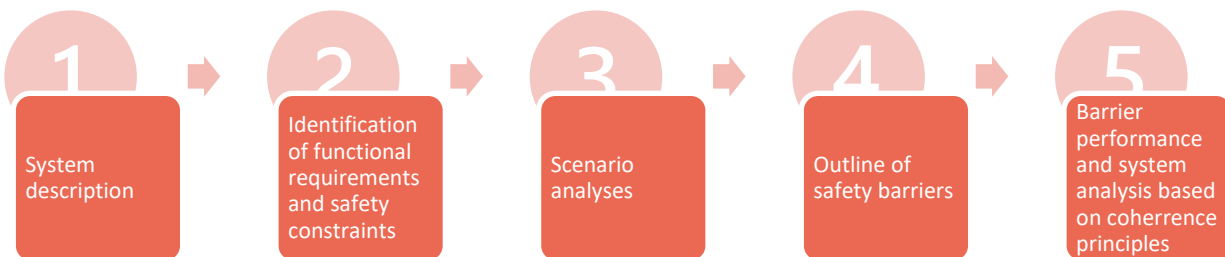 1
System
description
2
Identification
of functional
requirements
and safety
constraints
3
Scenario
analyses
4
Outline of
safety barriers
5
Barrier
performance
and system
analysis based
on coherrence
principles